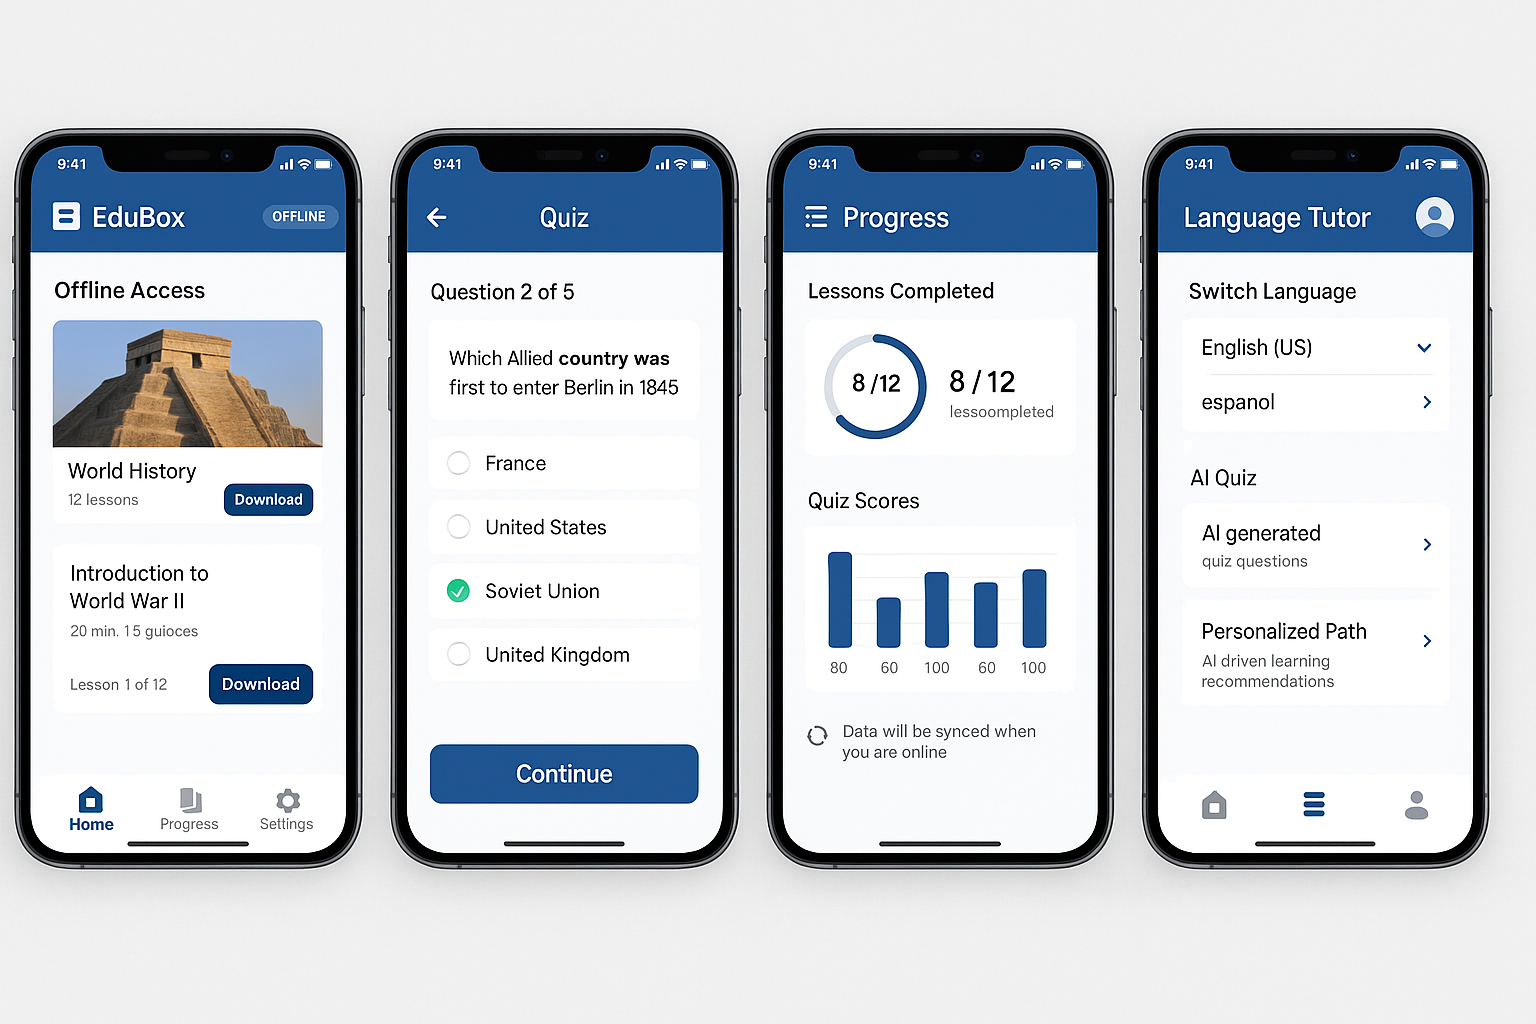 9:41
EduBox
OFFLINE
Offline Access
World History
12 lessons
Download
Introduction to
World War II
20 min. 15 guioces
Lesson 1 of 12
Download
Home
Progress
Settings
9:41
Quiz
Question 2 of 5
Which Allied country was
first to enter Berlin in 1845
France
United States
Soviet Union
United Kingdom
Continue
9:41
Progress
Lessons Completed
8 /12
8 / 12
lessoompleted
Quiz Scores
80 60 100 60 100
Data will be synced when
you are online
9:41
Language Tutor
Switch Language
English (US)
espanol
AI Quiz
AI generated
quiz questions
Personalized Path
AI driven learning
recommendations